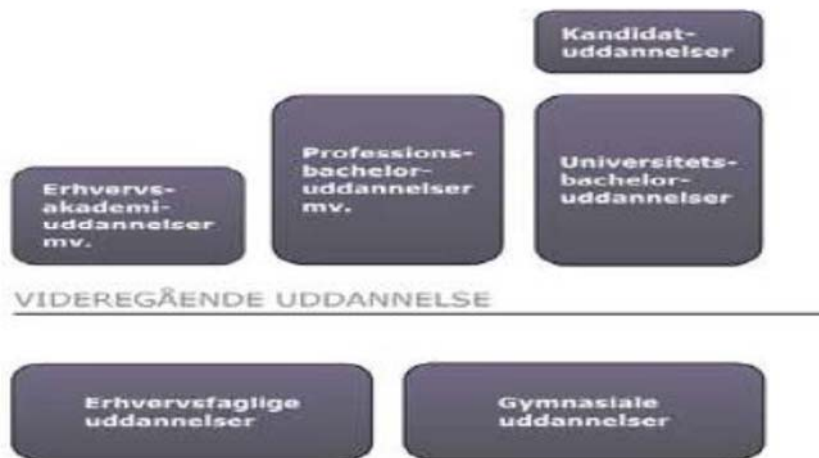 Kandidat-
uddannelser
Professions-
bachelor-
uddannelser
mv.
Universitets-
bachelor-
uddannelser
Erhvervs-
akademi-
uddannelser
mv.
VIDEREGÅENDE UDDANNELSE
Erhvervsfaglige
uddannelser
Gymnasiale
uddannelser